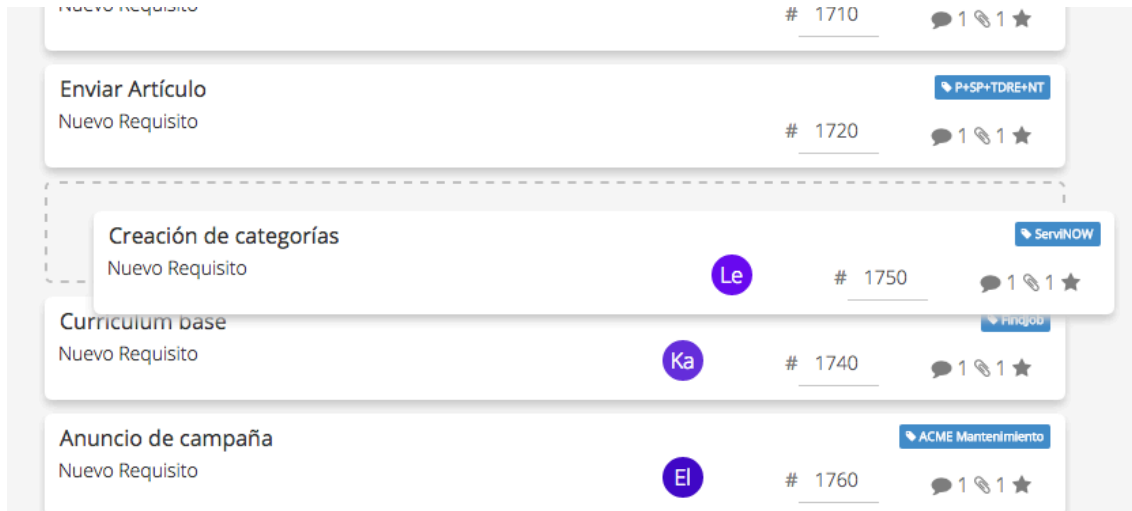 Nuevo Requisito
# 1710 1 1
Enviar Artículo P+SP+TDRE+NT
Nuevo Requisito
# 1720 1 1
Creación de categorías ServiNOW
Nuevo Requisito Le # 1750 1 1
Curriculum base Findjob
Nuevo Requisito Ka # 1740 1 1
Anuncio de campaña ACME Mantenimiento
Nuevo Requisito El # 1760 1 1